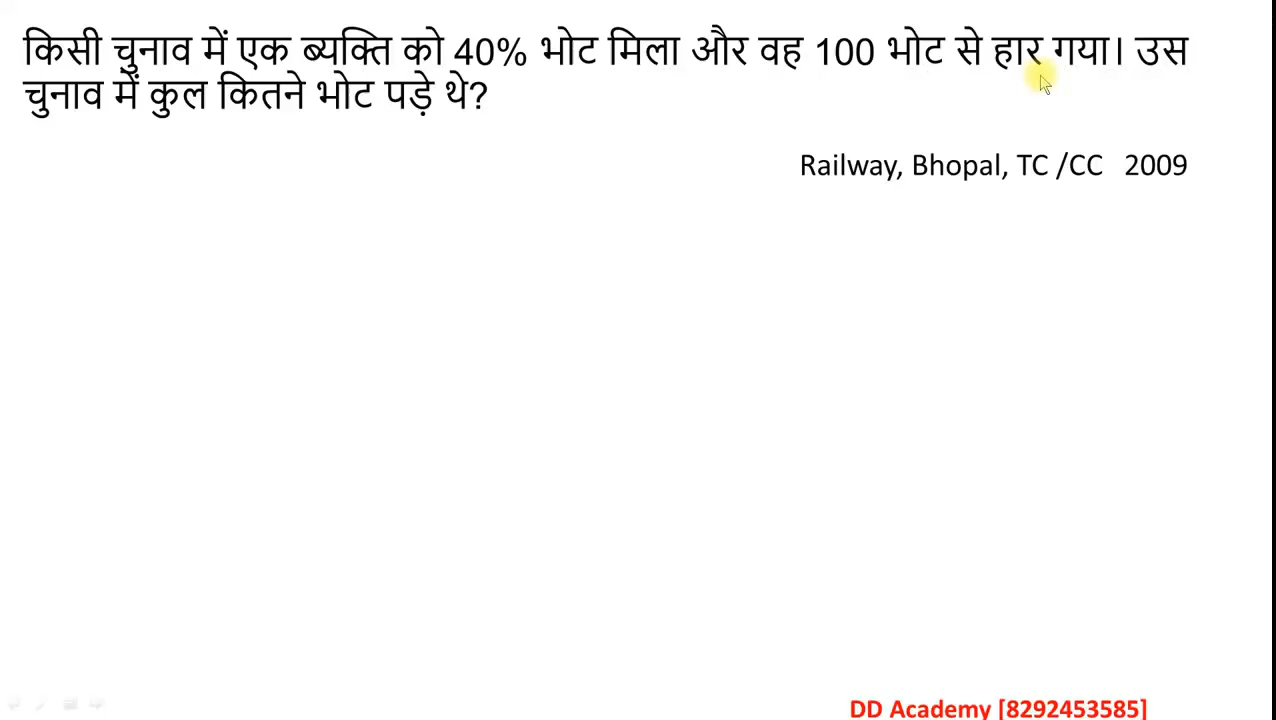 किसी चुनाव में एक ब्यक्ति को 40% भोट मिला और वह 100 भोट से हार गया। उस
चुनाव में कुल कितने भोट पड़े थे?
Railway, Bhopal, TC /CC 2009
DD Academy [8292453585]